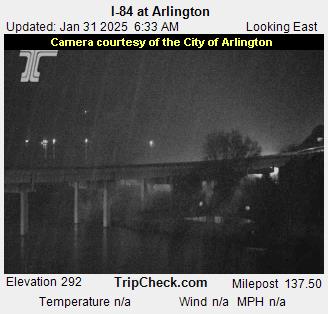 I-84 at Arlington
Updated: Jan 31 2025 6:33 AM Looking East
Camera courtesy of the City of Arlington
Elevation 292 TripCheck.com Milepost 137.50
Temperature n/a Wind n/a MPH n/a